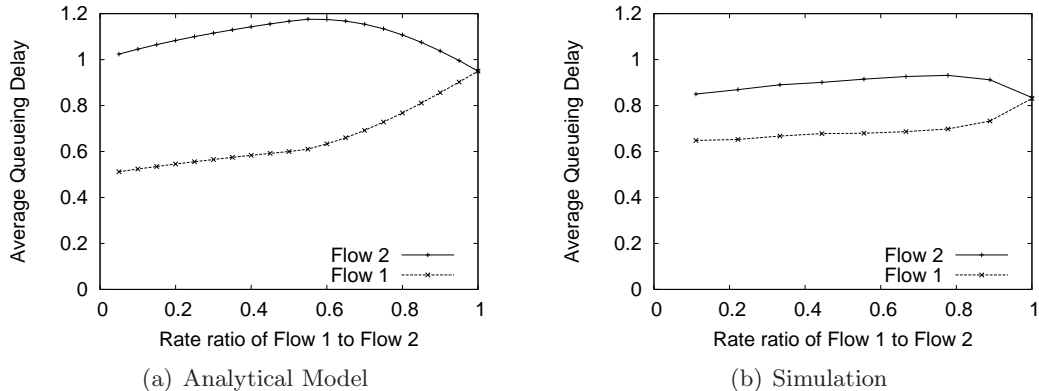 Average Queueing Delay
1.2
1
0.8
0.6
0.4
0.2
0
0 0.2 0.4 0.6 0.8 1
Flow 2
Flow 1
Rate ratio of Flow 1 to Flow 2
(a) Analytical Model
Average Queueing Delay
1.2
1
0.8
0.6
0.4
0.2
0
0 0.2 0.4 0.6 0.8 1
Flow 2
Flow 1
Rate ratio of Flow 1 to Flow 2
(b) Simulation